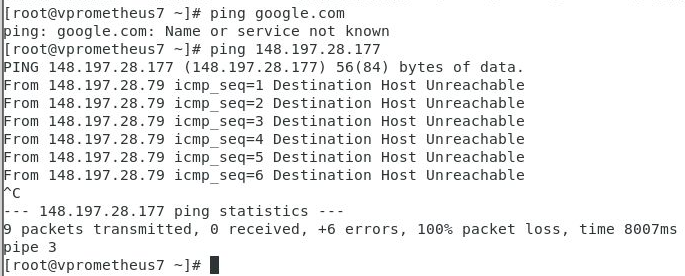 [root@vprometheus7 ~]# ping google.com
ping: google.com: Name or service not known
[root@vprometheus7 ~]# ping 148.197.28.177
PING 148.197.28.177 (148.197.28.177) 56(84) bytes of data.
From 148.197.28.79 icmp_seq=1 Destination Host Unreachable
From 148.197.28.79 icmp_seq=2 Destination Host Unreachable
From 148.197.28.79 icmp_seq=3 Destination Host Unreachable
From 148.197.28.79 icmp_seq=4 Destination Host Unreachable
From 148.197.28.79 icmp_seq=5 Destination Host Unreachable
From 148.197.28.79 icmp_seq=6 Destination Host Unreachable
^C
--- 148.197.28.177 ping statistics ---
9 packets transmitted, 0 received, +6 errors, 100% packet loss, time 8007ms
pipe 3
[root@vprometheus7 ~]#